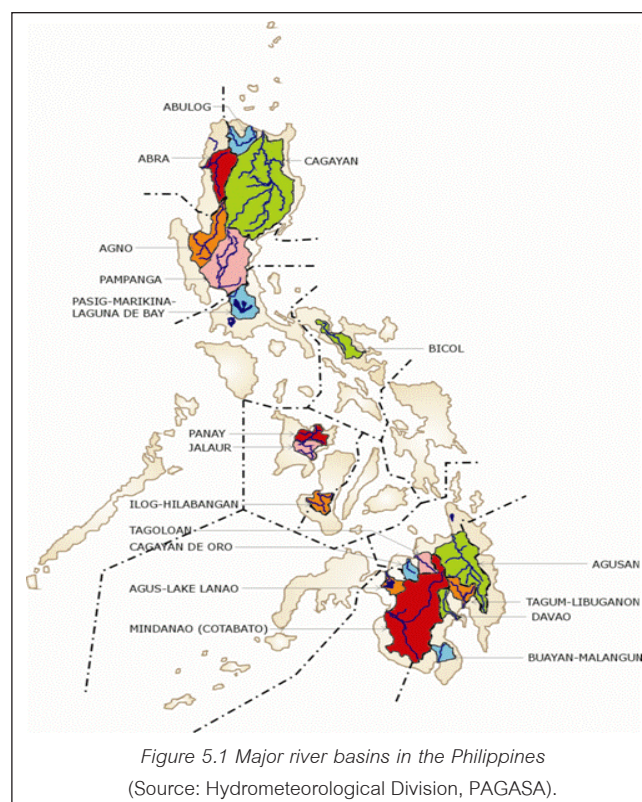 ABULOG
ABRA
CAGAYAN
AGNO
PAMPANGA
PASIG-MARIKINA-
LAGUNA DE BAY
BICOL
PANAY
JALAUR
ILOG-HILABANGAN
TAGOLOAN
CAGAYAN DE ORO
AGUSAN
AGUS-LAKE LANAO
TAGUM-LIBUGANON
DAVAO
MINDANAO (COTABATO)
BUAYAN-MALANGUN
Figure 5.1 Major river basins in the Philippines
(Source: Hydrometeorological Division, PAGASA).